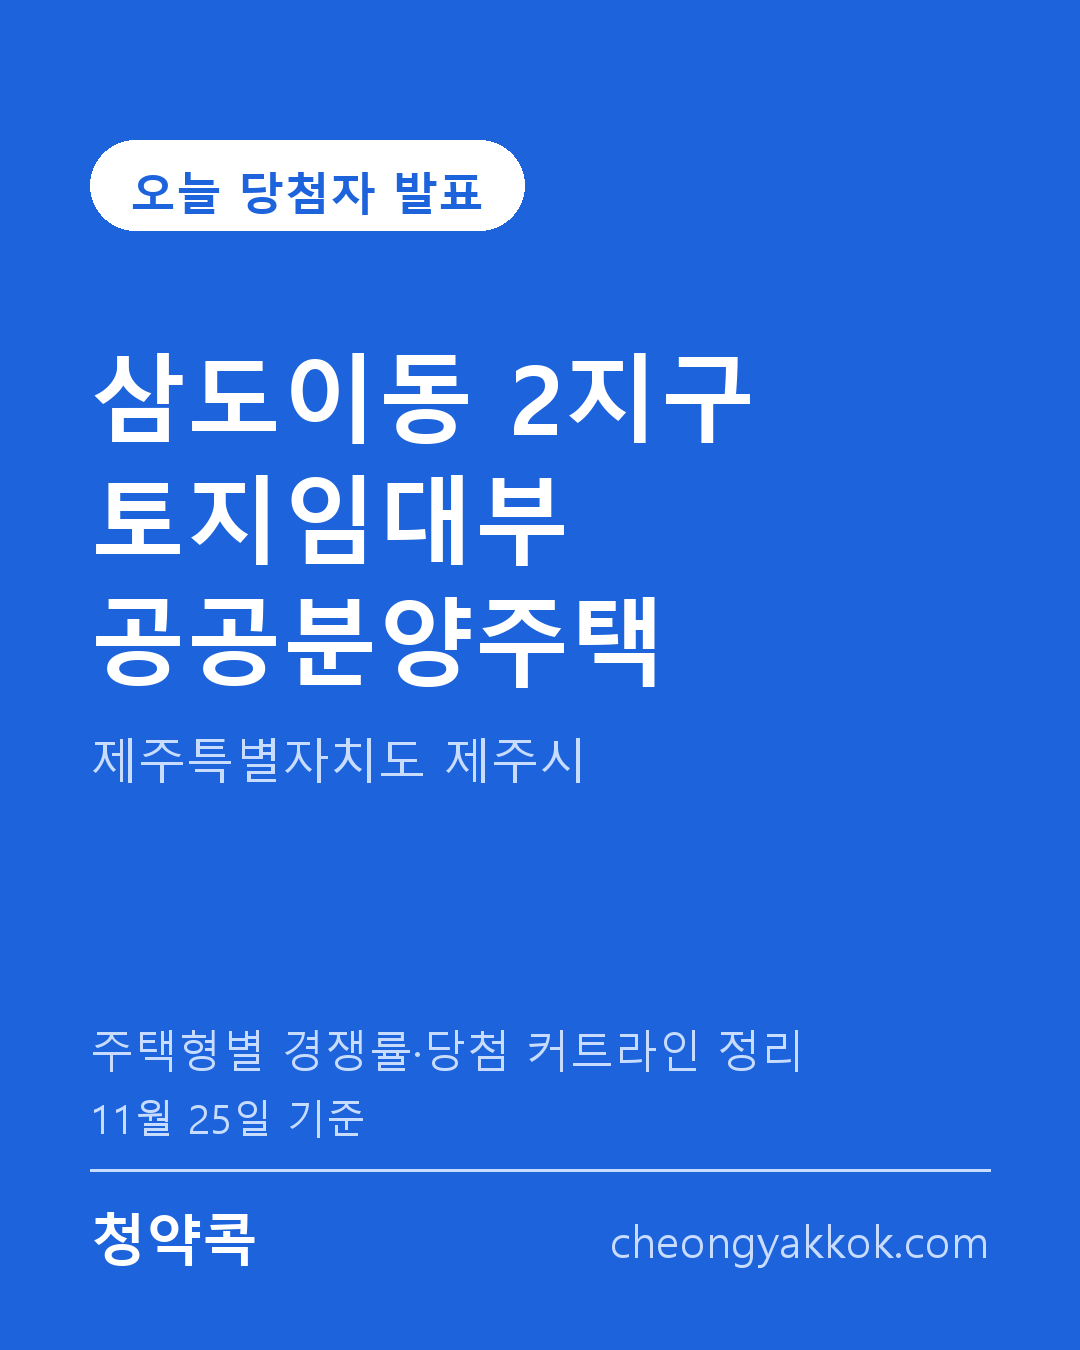 오늘 당첨자 발표
삼도이동 2지구
토지임대부
공공분양주택
제주특별자치도 제주시
주택형별 경쟁률·당첨 커트라인 정리
11월 25일 기준
청약콕
cheongyakkok.com